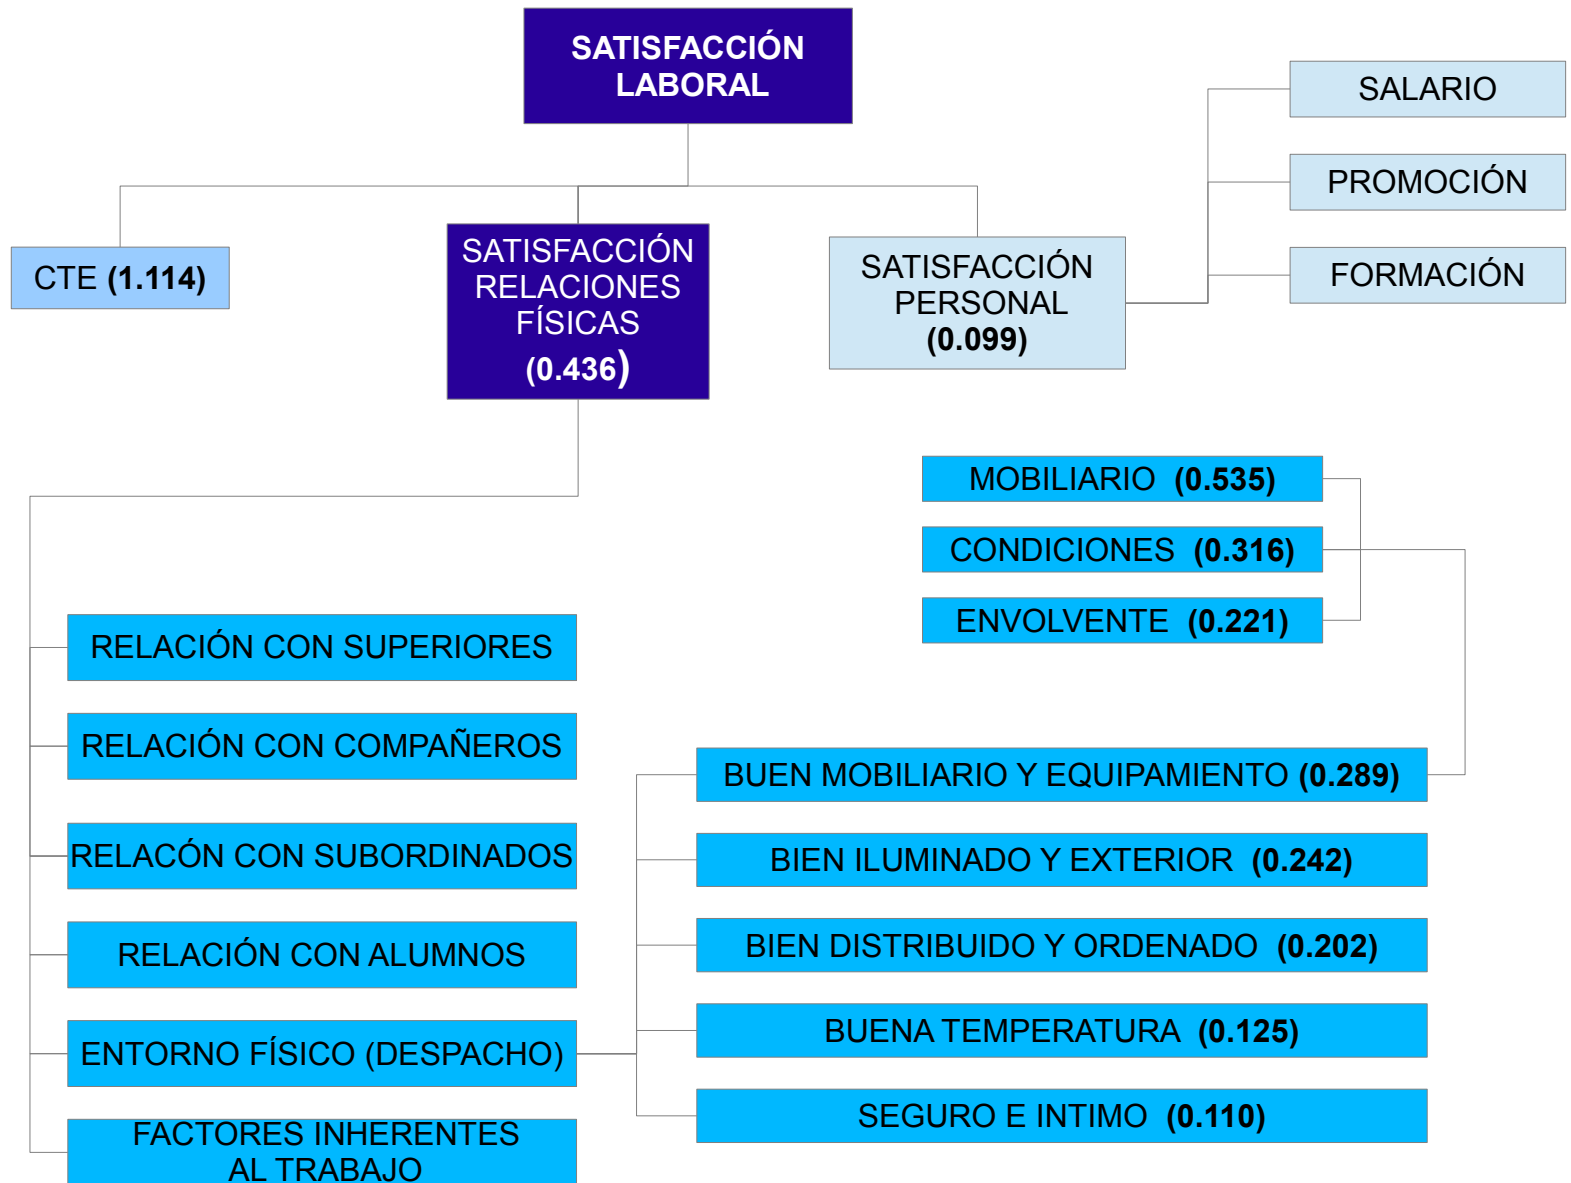 SATISFACCIÓN
LABORAL
SALARIO
PROMOCIÓN
FORMACIÓN
CTE (1.114)
SATISFACCIÓN
RELACIONES
FÍSICAS
(0.436)
SATISFACCIÓN
PERSONAL
(0.099)
MOBILIARIO (0.535)
CONDICIONES (0.316)
ENVOLVENTE (0.221)
RELACIÓN CON SUPERIORES
RELACIÓN CON COMPAÑEROS
RELACÓN CON SUBORDINADOS
RELACIÓN CON ALUMNOS
ENTORNO FÍSICO (DESPACHO)
FACTORES INHERENTES
AL TRABAJO
BUEN MOBILIARIO Y EQUIPAMIENTO (0.289)
BIEN ILUMINADO Y EXTERIOR (0.242)
BIEN DISTRIBUIDO Y ORDENADO (0.202)
BUENA TEMPERATURA (0.125)
SEGURO E INTIMO (0.110)